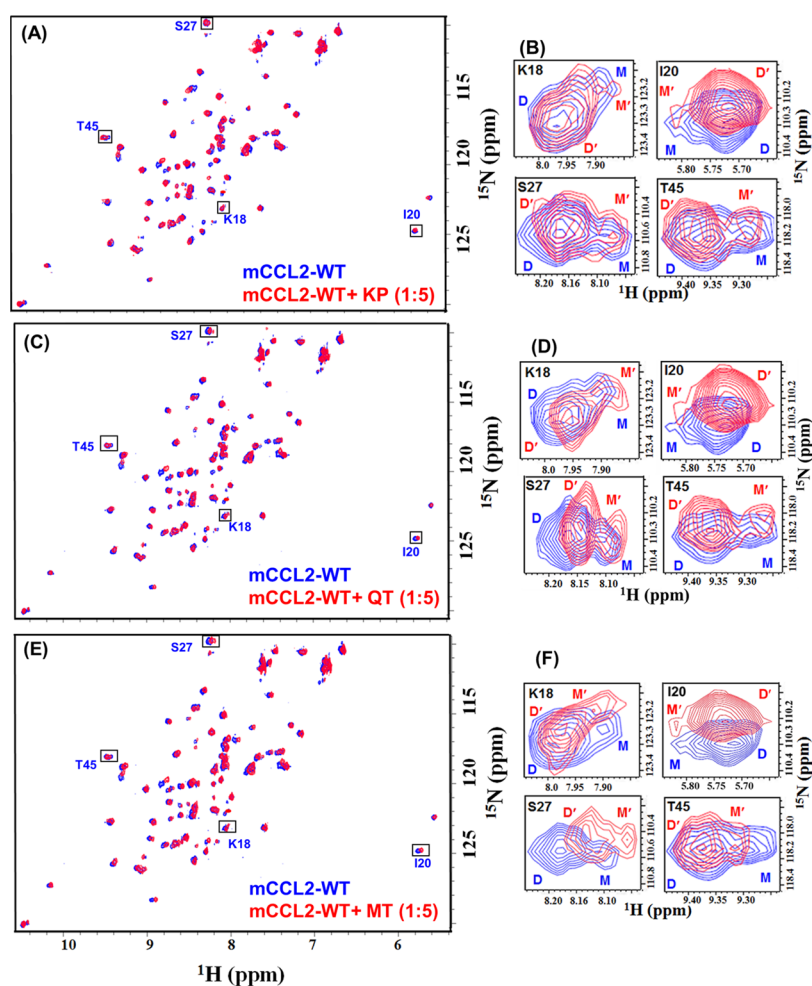 (A)
S27
T45
K18
I20
mCCL2-WT
mCCL2-WT+ KP (1:5)
115
120
125
15N (ppm)
(B)
K18
D
M
M'
D'
8.0 7.95 7.90
123.2
123.3
123.4
I20
D'
M'
M
D
5.80 5.75 5.70
110.2
110.3
110.4
15N (ppm)
S27
D'
M'
D
M
8.20 8.15 8.10
110.4
110.6
110.8
T45
D'
M'
D
M
9.40 9.35 9.30
118.0
118.2
118.4
1H (ppm)
(C)
S27
T45
K18
I20
mCCL2-WT
mCCL2-WT+ QT (1:5)
115
120
125
15N (ppm)
(D)
K18
D
M'
M
D'
8.0 7.95 7.90
123.2
123.3
123.4
I20
M'
D'
M
D
5.80 5.75 5.70
110.2
110.3
110.4
15N (ppm)
S27
D'
M'
D
M
8.20 8.15 8.10
110.2
110.3
110.4
T45
D'
M'
D
M
9.40 9.35 9.30
118.0
118.2
118.4
1H (ppm)
(E)
S27
T45
K18
I20
mCCL2-WT
mCCL2-WT+ MT (1:5)
115
120
125
15N (ppm)
10 9 8 7 6
1H (ppm)
(F)
K18
M'
D'
M
D
8.0 7.95 7.90
123.2
123.3
123.4
I20
D'
M'
M
D
5.80 5.75 5.70
110.2
110.3
110.4
15N (ppm)
S27
D'
M'
D
M
8.20 8.15 8.10
110.4
110.6
110.8
T45
D'
M'
D
M
9.40 9.35 9.30
118.0
118.2
118.4
1H (ppm)